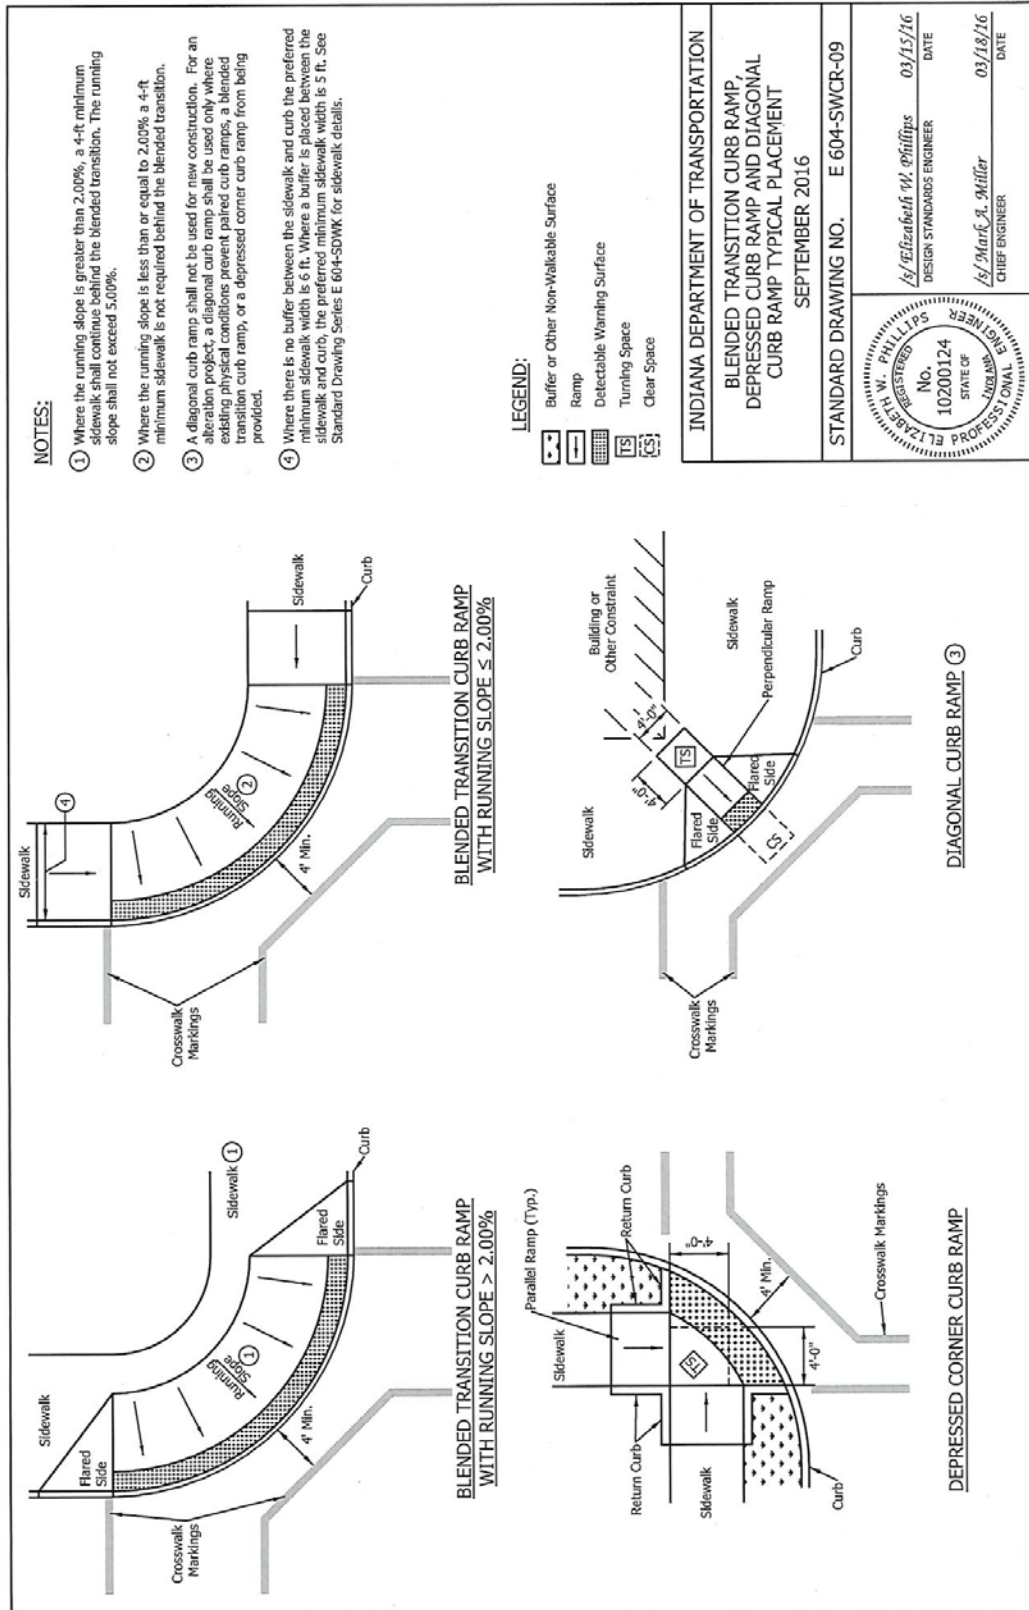 Sidewalk
Flared
Side
Running
Slope
①
4' Min.
Sidewalk ①
Flared
Side
Curb
Crosswalk
Markings
BLENDED TRANSITION CURB RAMP
WITH RUNNING SLOPE > 2.00%
Sidewalk
④
Running
Slope
②
4' Min.
Sidewalk
Curb
Crosswalk
Markings
BLENDED TRANSITION CURB RAMP
WITH RUNNING SLOPE ≤ 2.00%
Parallel Ramp (Typ.)
Sidewalk
Return Curb
Return Curb
TS
4'-0"
4' Min.
4'-0"
Sidewalk
Curb
Crosswalk Markings
DEPRESSED CORNER CURB RAMP
Building or
Other Constraint
Sidewalk
4'-0"
4'-0"
TS
Sidewalk
Flared
Side
Flared
Side
Perpendicular Ramp
CS
Curb
Crosswalk
Markings
DIAGONAL CURB RAMP ③
NOTES:
① Where the running slope is greater than 2.00%, a 4-ft minimum
sidewalk shall continue behind the blended transition. The running
slope shall not exceed 5.00%.
② Where the running slope is less than or equal to 2.00% a 4-ft
minimum sidewalk is not required behind the blended transition.
③ A diagonal curb ramp shall not be used for new construction. For an
alteration project, a diagonal curb ramp shall be used only where
existing physical conditions prevent paired curb ramps, a blended
transition curb ramp, or a depressed corner curb ramp from being
provided.
④ Where there is no buffer between the sidewalk and curb the preferred
minimum sidewalk width is 6 ft. Where a buffer is placed between the
sidewalk and curb, the preferred minimum sidewalk width is 5 ft. See
Standard Drawing Series E 604-SDWK for sidewalk details.
LEGEND:
Buffer or Other Non-Walkable Surface
Ramp
Detectable Warning Surface
TS Turning Space
CS Clear Space
INDIANA DEPARTMENT OF TRANSPORTATION
BLENDED TRANSITION CURB RAMP,
DEPRESSED CURB RAMP AND DIAGONAL
CURB RAMP TYPICAL PLACEMENT
SEPTEMBER 2016
STANDARD DRAWING NO. E 604-SWCR-09
ELIZABETH W. PHILLIPS
REGISTERED
No.
10200124
STATE OF
INDIANA
PROFESSIONAL ENGINEER
/s/ Elizabeth W. Phillips 03/15/16
DESIGN STANDARDS ENGINEER DATE
/s/ Mark A. Miller 03/18/16
CHIEF ENGINEER DATE